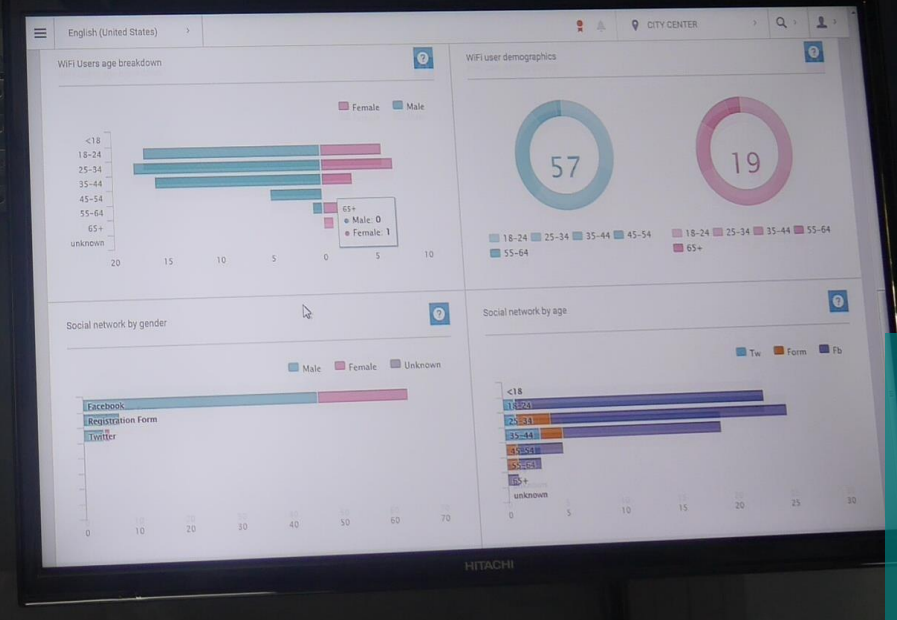 English (United States)
CITY CENTER
WiFi Users age breakdown
?
Female Male
<18
18-24
25-34
35-44
45-54
55-64
65+
unknown
65+
Male: 0
Female: 1
20 15 10 5 0 5 10
WiFi user demographics
?
57
19
18-24 25-34 35-44 45-54
55-64
18-24 25-34 35-44 55-64
65+
Social network by gender
?
Male Female Unknown
Facebook
Registration Form
Twitter
0 10 20 30 40 50 60 70
Social network by age
?
Tw Form Fb
<18
18-24
25-34
35-44
45-54
55-64
65+
unknown
0 5 10 15 20 25 30
HITACHI